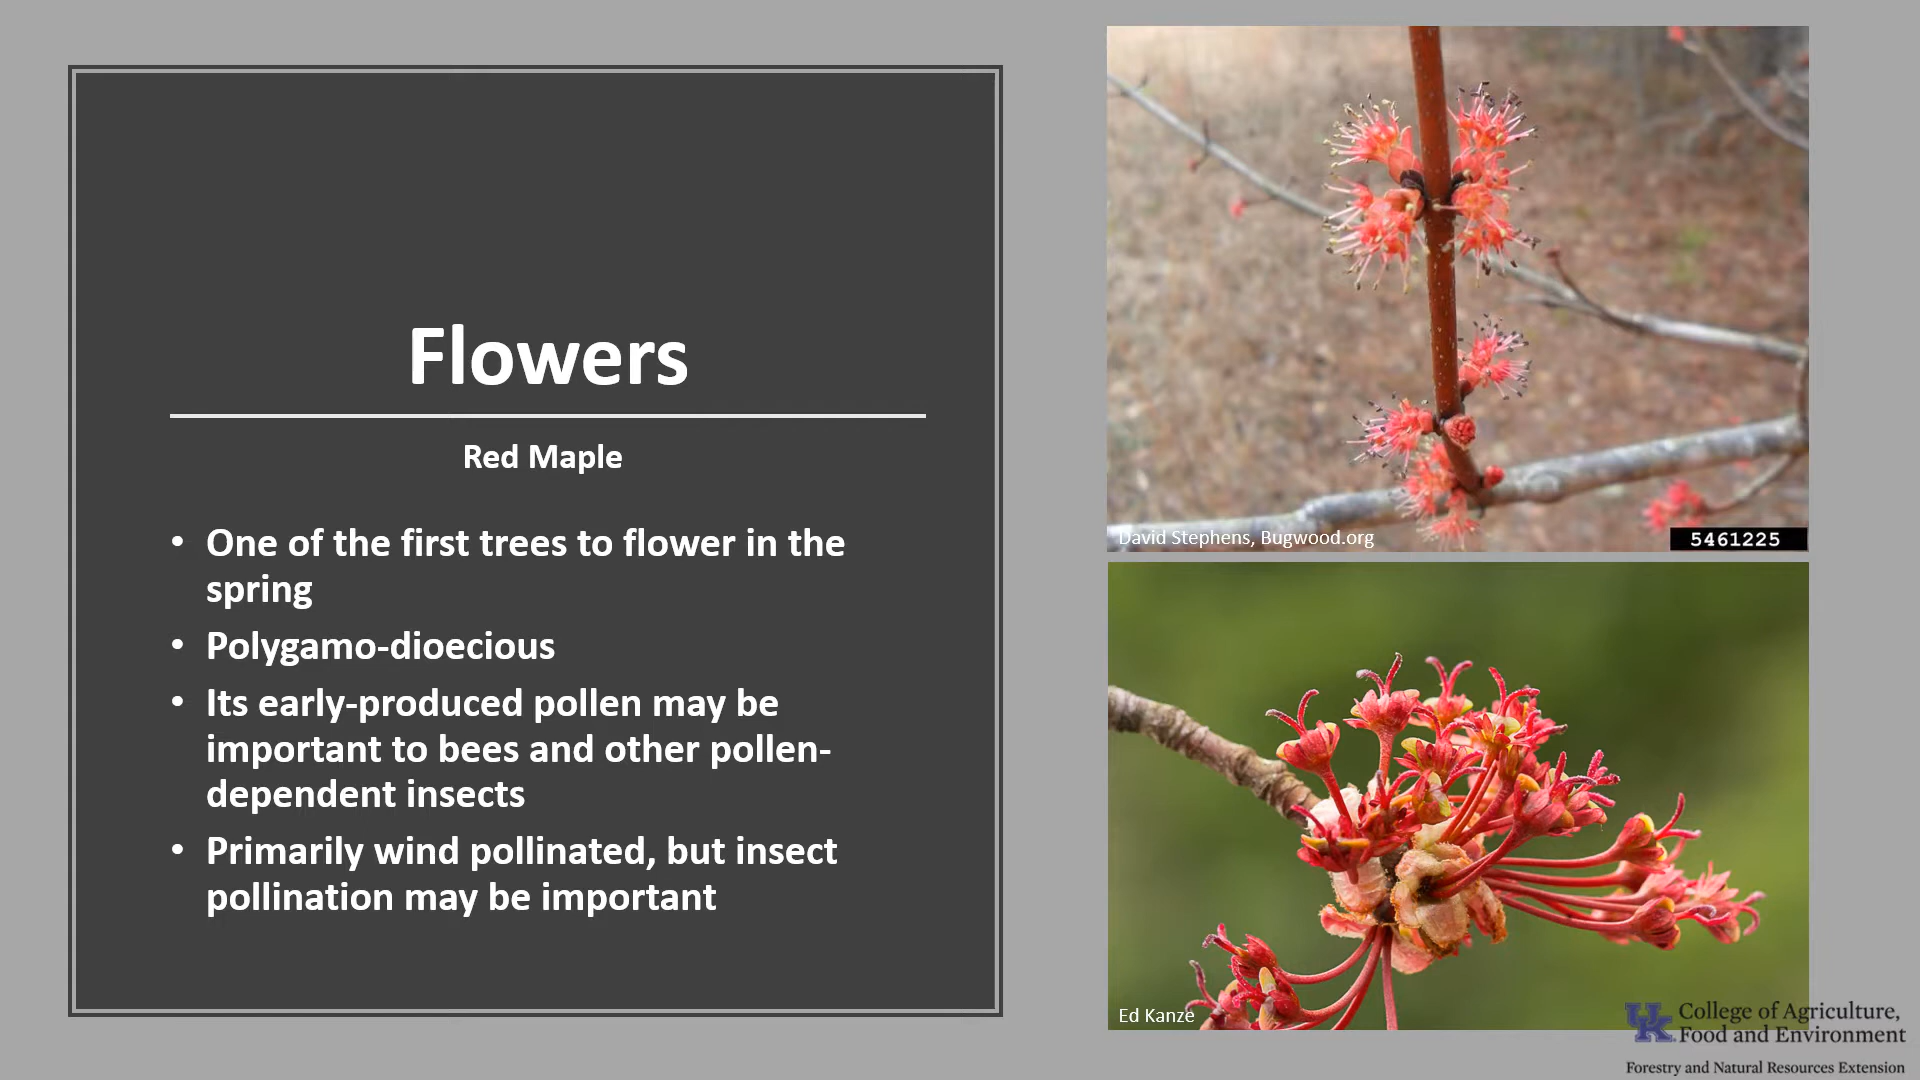 Flowers
Red Maple
• One of the first trees to flower in the
spring
• Polygamo-dioecious
• Its early-produced pollen may be
important to bees and other pollen-
dependent insects
• Primarily wind pollinated, but insect
pollination may be important
David Stephens, Bugwood.org
5461225
Ed Kanze
UK
College of Agriculture,
Food and Environment
Forestry and Natural Resources Extension